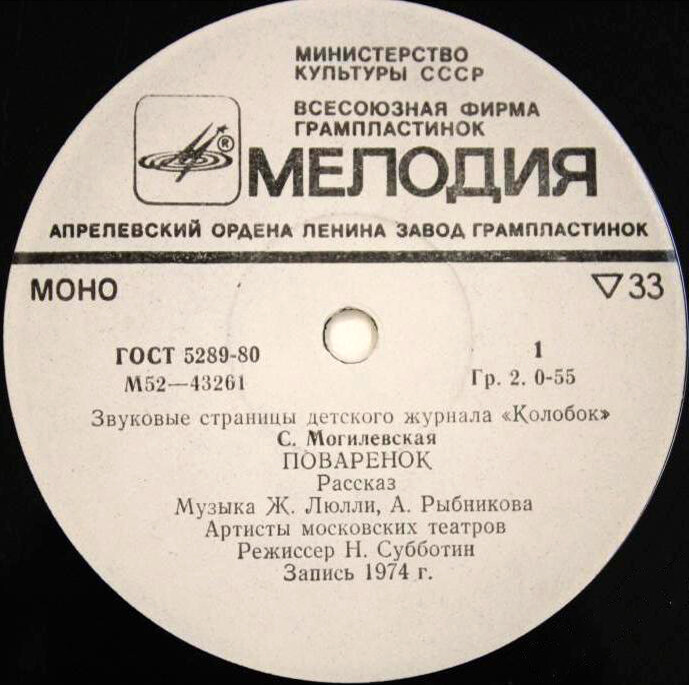 МИНИСТЕРСТВО
КУЛЬТУРЫ СССР
ВСЕСОЮЗНАЯ ФИРМА
ГРАМПЛАСТИНОК
®
МЕЛОДИЯ
АПРЕЛЕВСКИЙ ОРДЕНА ЛЕНИНА ЗАВОД ГРАМПЛАСТИНОК
МОНО ▽33
ГОСТ 5289-80 1
М52—43261 Гр. 2. 0-55
Звуковые страницы детского журнала «Колобок»
С. Могилевская
ПОВАРЕНОК
Рассказ
Музыка Ж. Люлли, А. Рыбникова
Артисты московских театров
Режиссер Н. Субботин
Запись 1974 г.